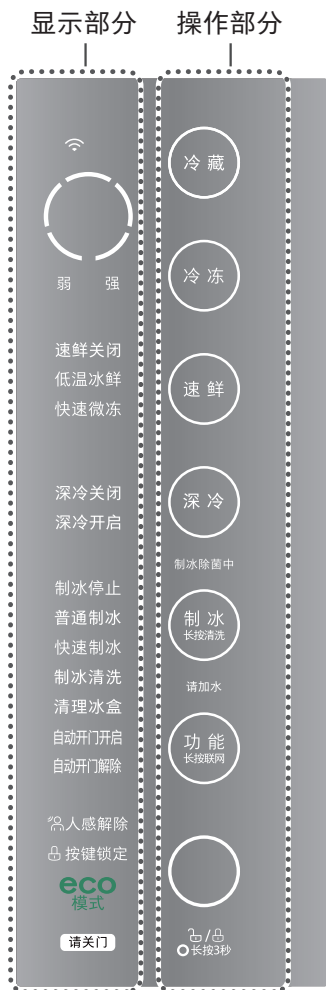 显示部分
操作部分
弱 强
速鲜关闭
低温冰鲜
快速微冻
深冷关闭
深冷开启
制冰停止
普通制冰
快速制冰
制冰清洗
清理冰盒
自动开门开启
自动开门解除
人感解除
按键锁定
eco
模式
请关门
冷藏
冷冻
速鲜
深冷
制冰除菌中
制冰
长按清洗
请加水
功能
长按联网
/
长按3秒